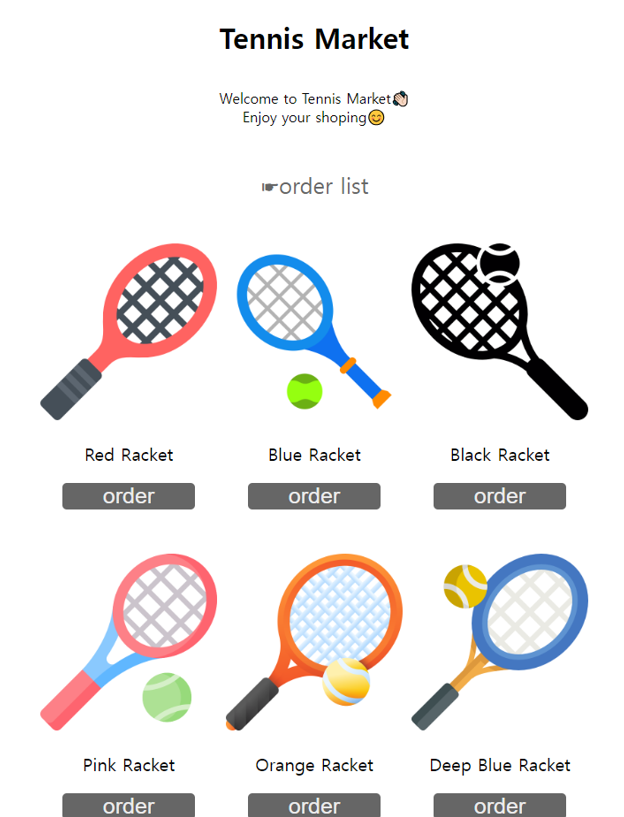 Tennis Market
Welcome to Tennis Market👏🏻
Enjoy your shoping😊
☛order list
Red Racket
Blue Racket
Black Racket
order
order
order
Pink Racket
Orange Racket
Deep Blue Racket
order
order
order